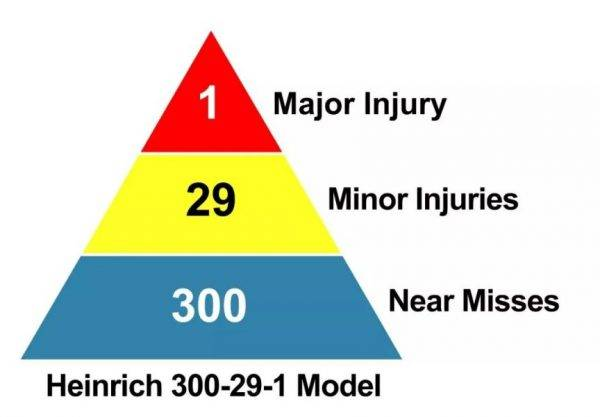 1
Major Injury
29
Minor Injuries
300
Near Misses
Heinrich 300-29-1 Model